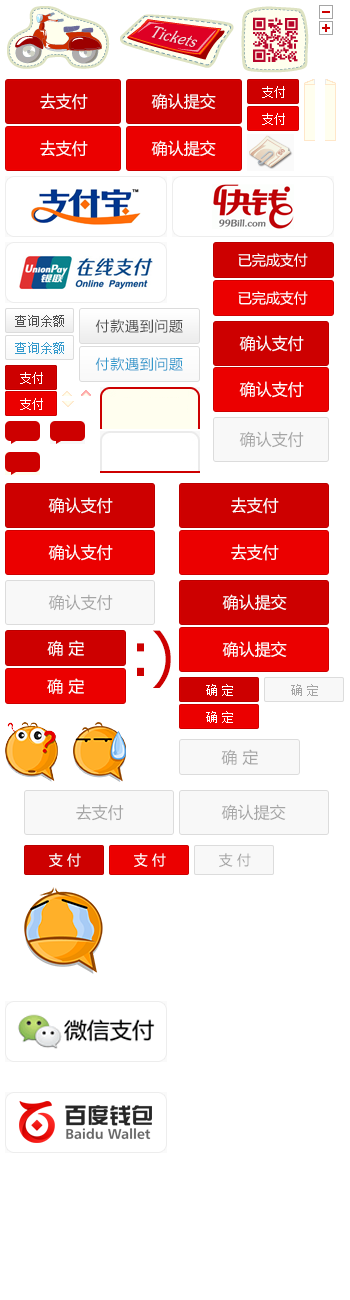 Tickets
去支付
确认提交
支付
支付
去支付
确认提交
支付宝™
快钱
99Bill.com
UnionPay
银联
在线支付
Online Payment
已完成支付
已完成支付
查询余额
付款遇到问题
查询余额
付款遇到问题
确认支付
支付
支付
确认支付
确认支付
确认支付
去支付
确认支付
去支付
确认支付
确认提交
确 定
:)
确认提交
确 定
确 定
确 定
确 定
确 定
去支付
确认提交
支 付
支 付
支 付
微信支付
百度钱包
Baidu Wallet